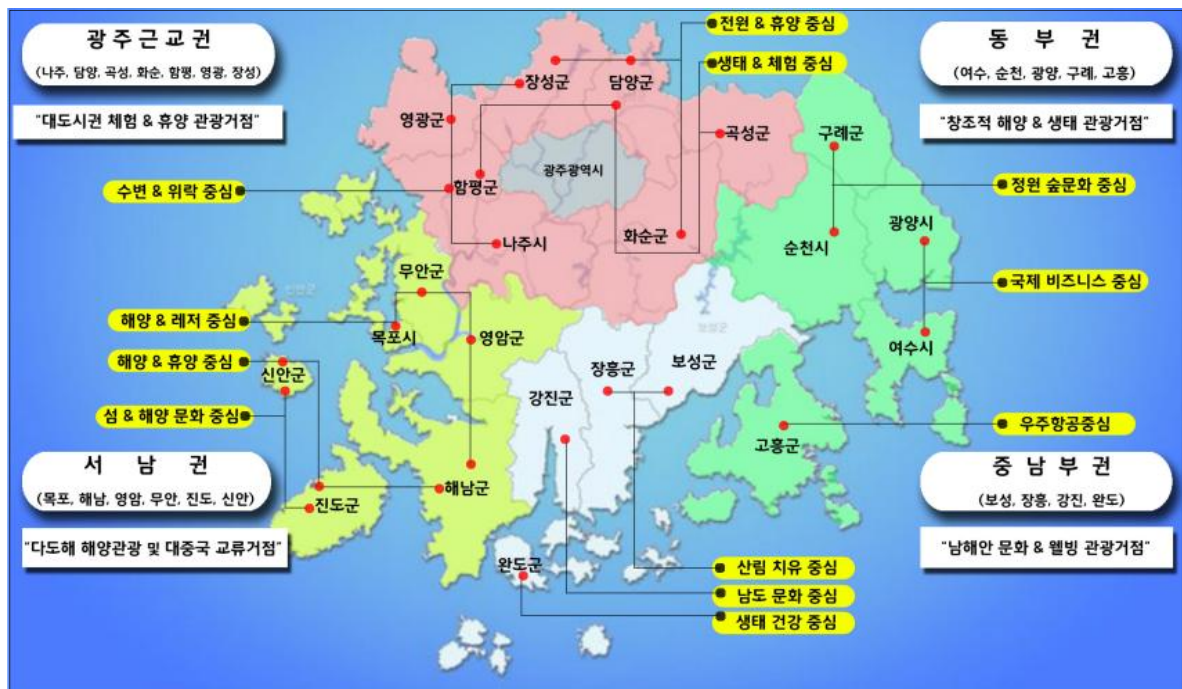 광주근교권
(나주, 담양, 곡성, 화순, 함평, 영광, 장성)
"대도시권 체험 & 휴양 관광거점"
전원 & 휴양 중심
생태 & 체험 중심
동 부 권
(여수, 순천, 광양, 구례, 고흥)
"창조적 해양 & 생태 관광거점"
장성군
담양군
영광군
곡성군
구례군
광주광역시
함평군
수변 & 위락 중심
정원 숲문화 중심
나주시
화순군
순천시
광양시
무안군
국제 비즈니스 중심
해양 & 레저 중심
목포시
영암군
여수시
해양 & 휴양 중심
신안군
장흥군
보성군
강진군
섬 & 해양 문화 중심
우주항공중심
고흥군
서 남 권
(목포, 해남, 영암, 무안, 진도, 신안)
"다도해 해양관광 및 대중국 교류거점"
해남군
진도군
중 남 부 권
(보성, 장흥, 강진, 완도)
"남해안 문화 & 웰빙 관광거점"
완도군
산림 치유 중심
남도 문화 중심
생태 건강 중심